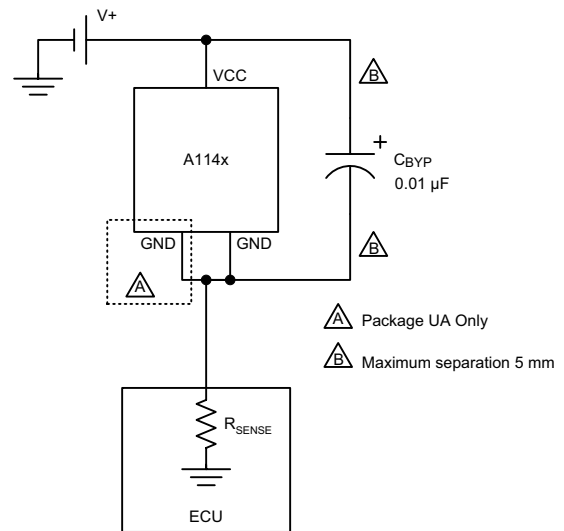 V+
VCC
B
A114x
+
CBYP
0.01 µF
GND GND
A
B
A Package UA Only
B Maximum separation 5 mm
RSENSE
ECU